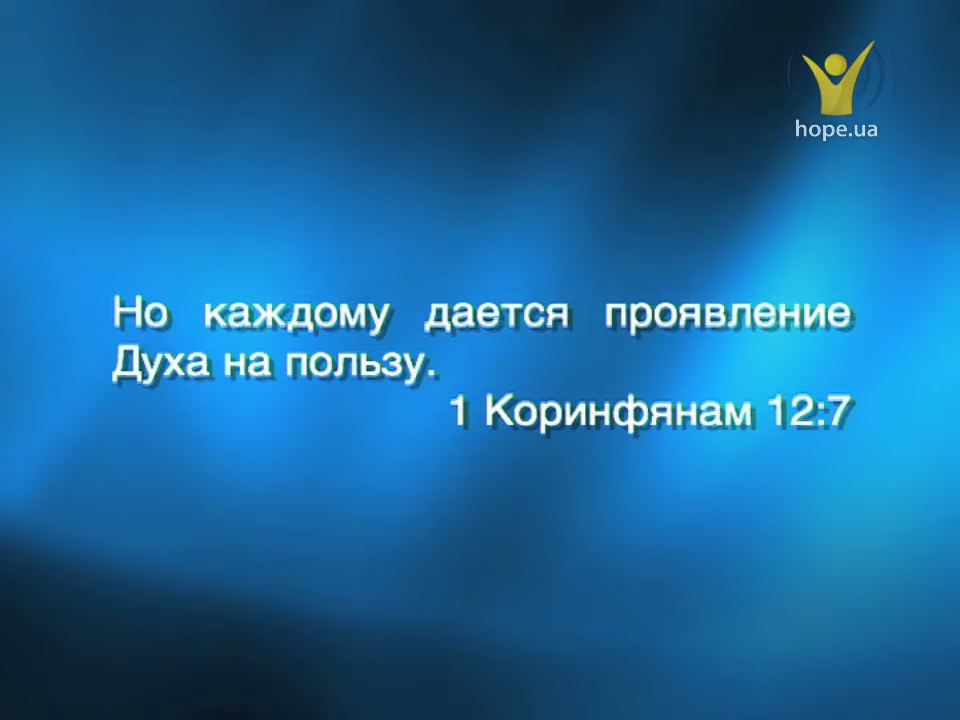 hope.ua
Но каждому дается проявление
Духа на пользу.
1 Коринфянам 12:7